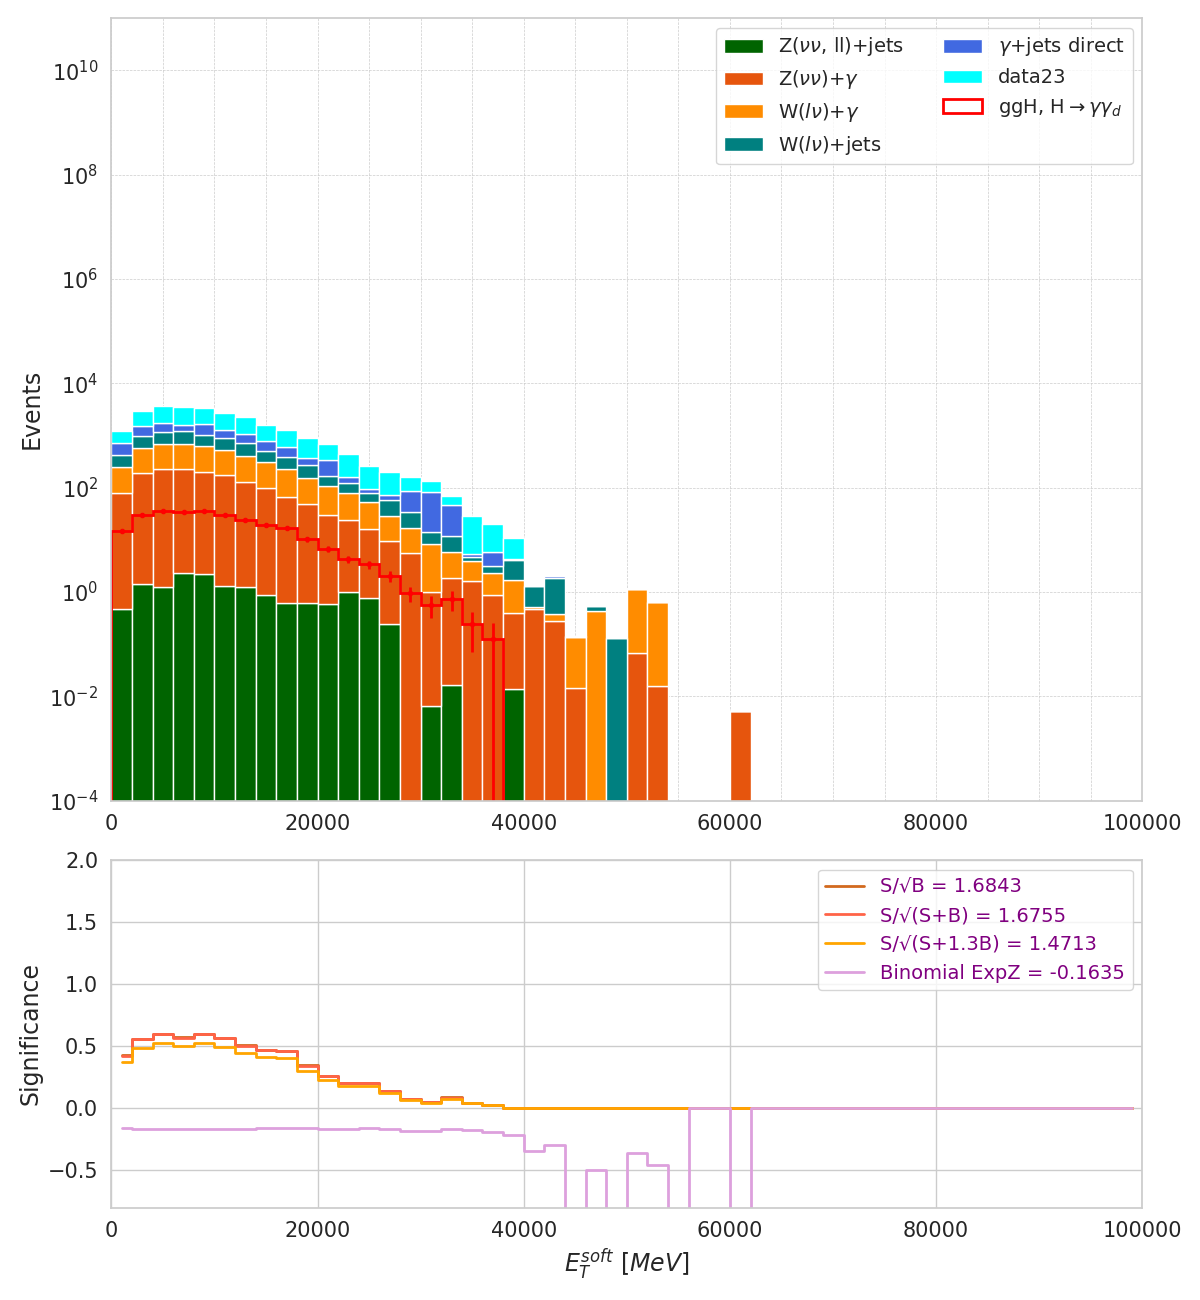 Z(νν, ll)+jets
Z(νν)+γ
W(lν)+γ
W(lν)+jets
γ+jets direct
data23
ggH, H→γγ_d
Events
10^10
10^8
10^6
10^4
10^2
10^0
10^−2
10^−4
0 20000 40000 60000 80000 100000
S/√B = 1.6843
S/√(S+B) = 1.6755
S/√(S+1.3B) = 1.4713
Binomial ExpZ = -0.1635
Significance
2.0
1.5
1.0
0.5
0.0
−0.5
0 20000 40000 60000 80000 100000
E_T^soft [MeV]